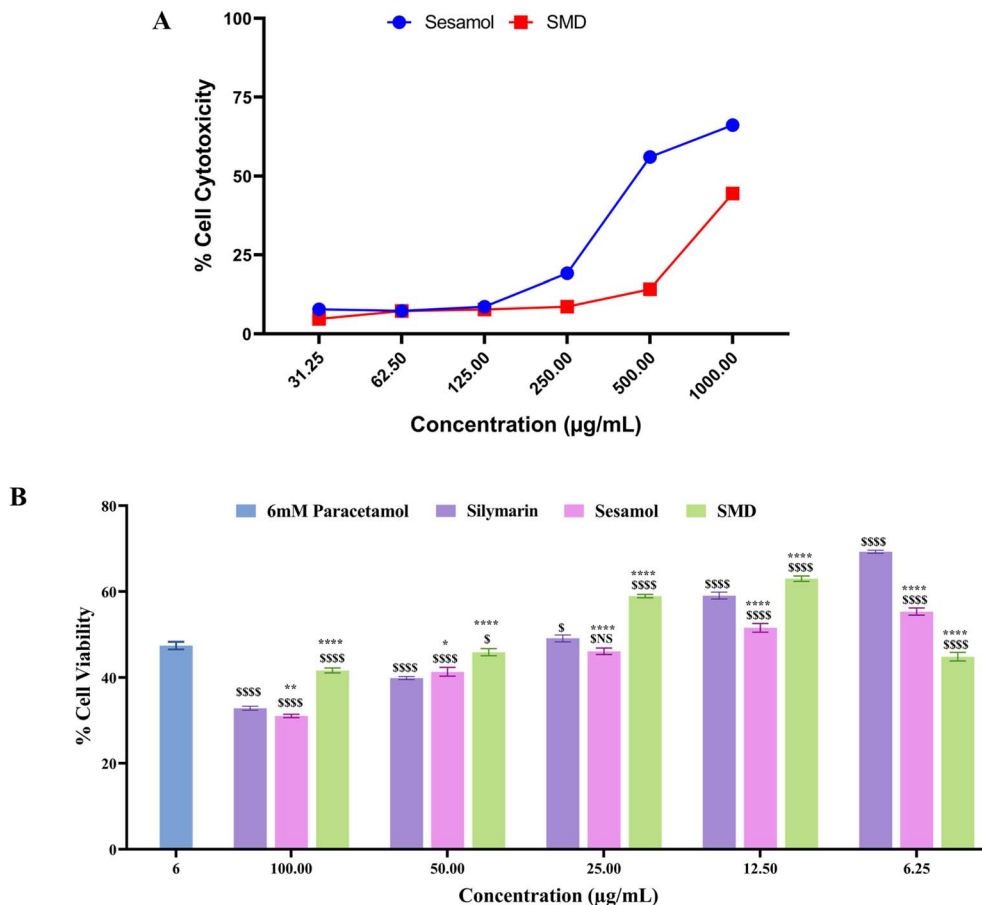 A
Sesamol SMD
100
75
50
25
0
% Cell Cytotoxicity
31.25 62.50 125.00 250.00 500.00 1000.00
Concentration (µg/mL)
B
6mM Paracetamol Silymarin Sesamol SMD
80
60
40
20
0
% Cell Viability
$$$$ ** $$$$ **** $$$$
$$$$ * $$$$ **** $
$ **** $NS **** $$$$
$$$$ **** $$$$ **** $$$$
$$$$ **** $$$$ **** $$$$
6 100.00 50.00 25.00 12.50 6.25
Concentration (µg/mL)